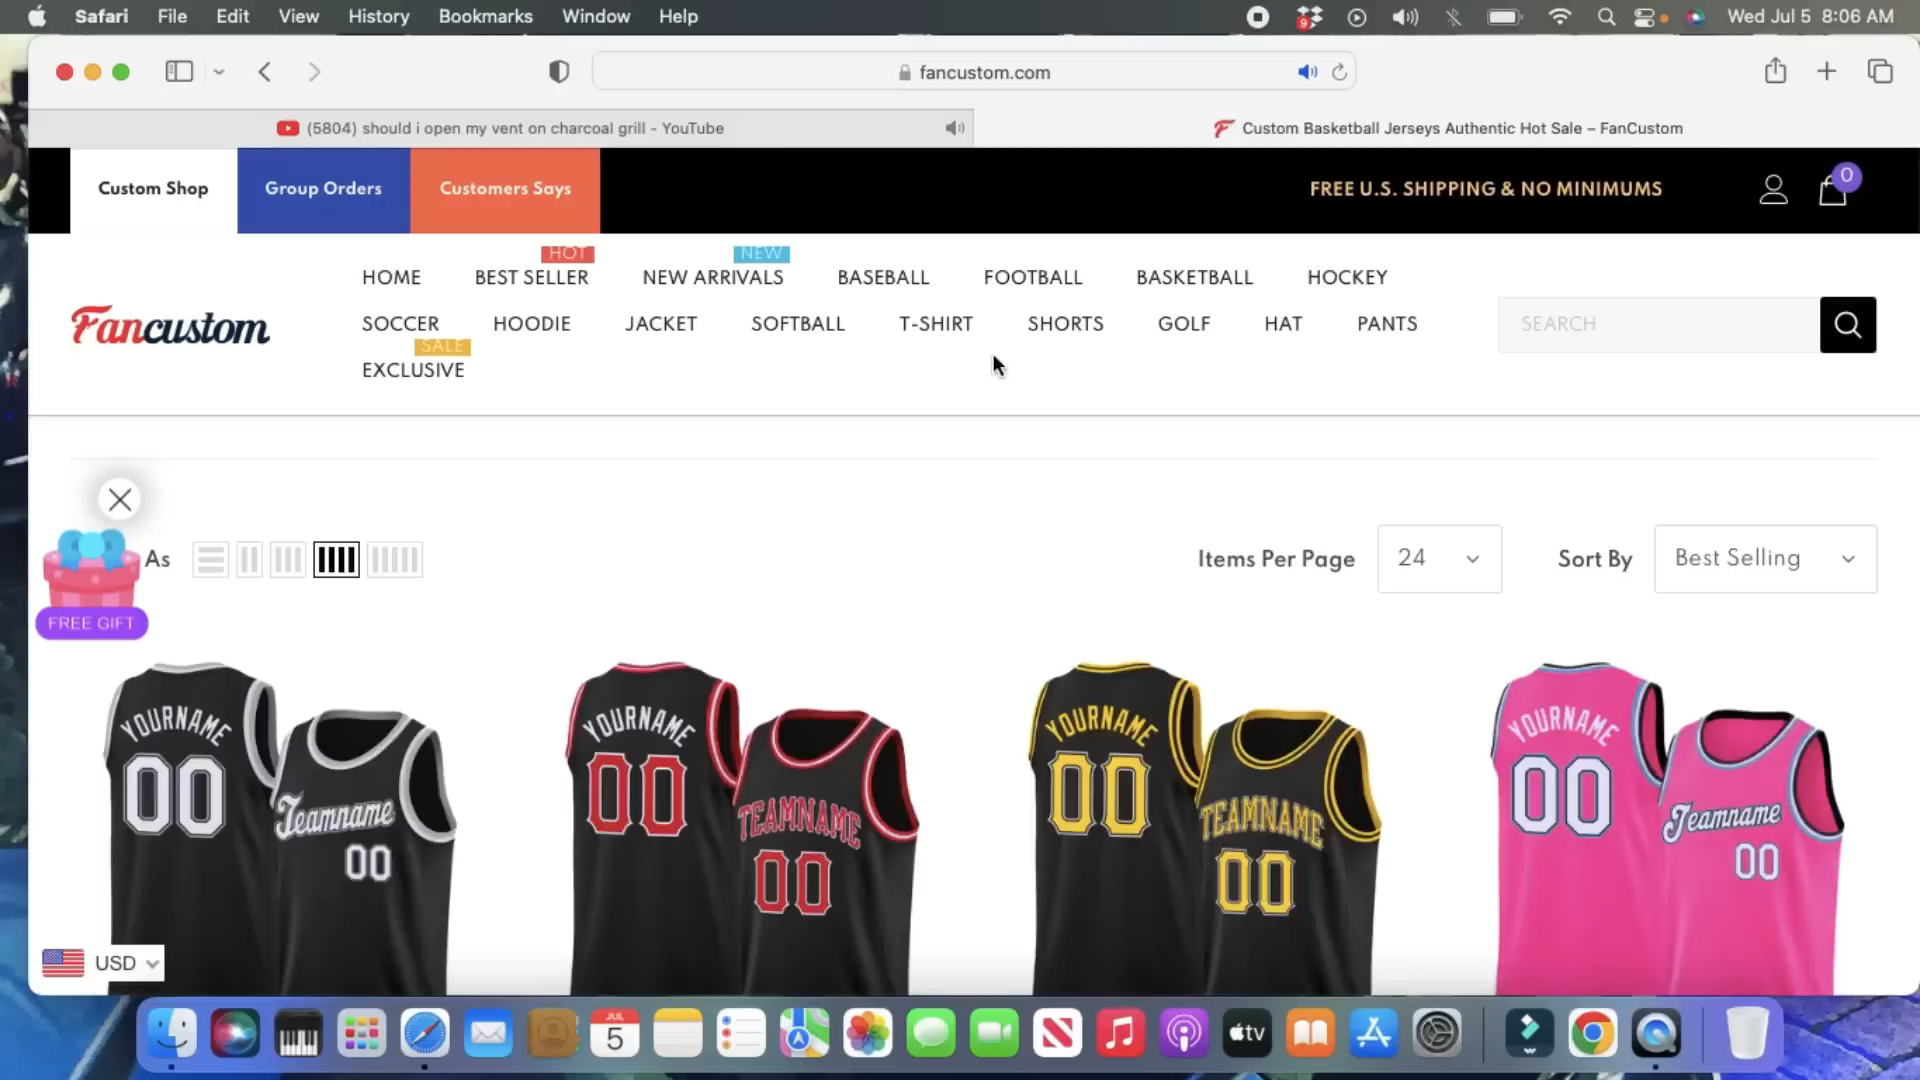 Safari File Edit View History Bookmarks Window Help
9
Wed Jul 5 8:06 AM
fancustom.com
(5804) should i open my vent on charcoal grill - YouTube
Custom Basketball Jerseys Authentic Hot Sale – FanCustom
Custom Shop Group Orders Customers Says
FREE U.S. SHIPPING & NO MINIMUMS
0
HOT NEW
HOME BEST SELLER NEW ARRIVALS BASEBALL FOOTBALL BASKETBALL HOCKEY
Fancustom
SOCCER HOODIE JACKET SOFTBALL T-SHIRT SHORTS GOLF HAT PANTS
SEARCH
SALE
EXCLUSIVE
As
Items Per Page 24
Sort By Best Selling
FREE GIFT
YOURNAME
00
Teamname
00
YOURNAME
00
TEAMNAME
00
YOURNAME
00
TEAMNAME
00
YOURNAME
00
Teamname
00
USD
JUL
5
tv